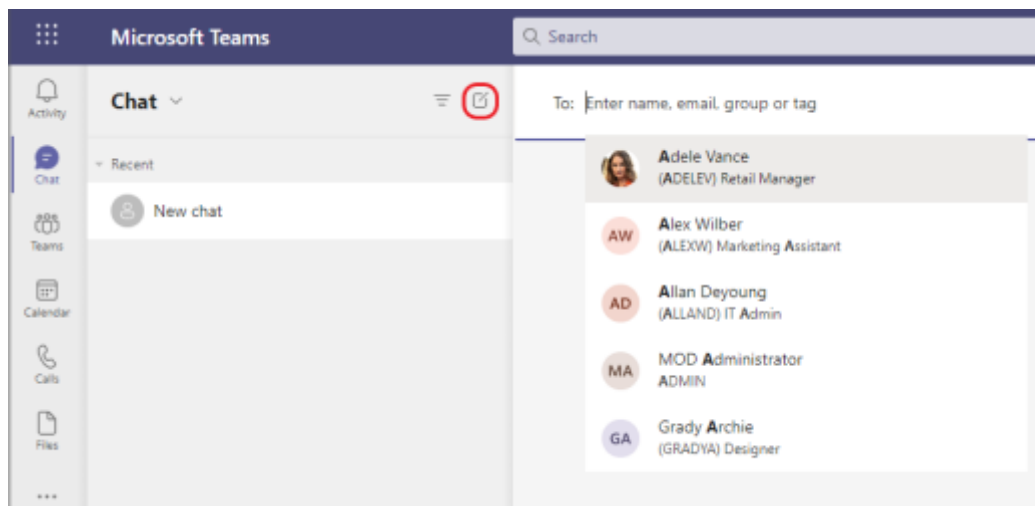 Microsoft Teams
Search
Activity
Chat
Teams
Calendar
Calls
Files
Chat
Recent
New chat
To: Enter name, email, group or tag
Adele Vance
(ADELEV) Retail Manager
AW
Alex Wilber
(ALEXW) Marketing Assistant
AD
Allan Deyoung
(ALLAND) IT Admin
MA
MOD Administrator
ADMIN
GA
Grady Archie
(GRADYA) Designer